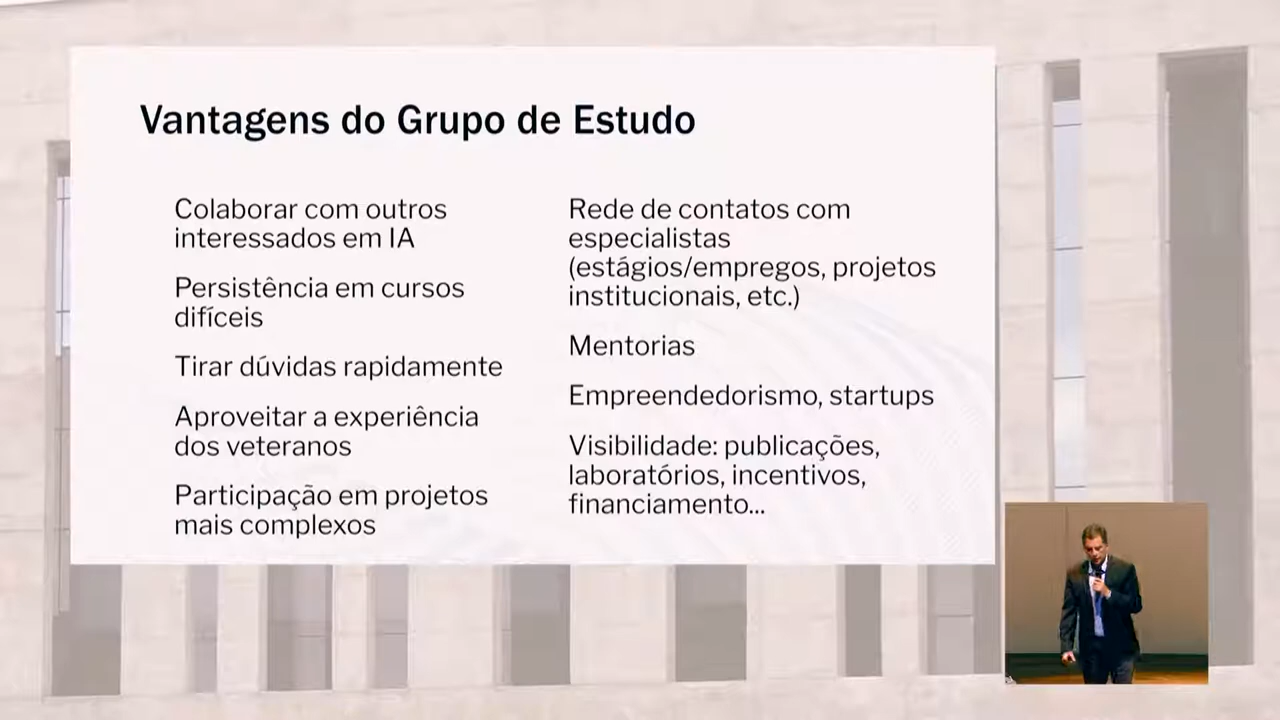 Vantagens do Grupo de Estudo
Colaborar com outros
interessados em IA
Persistência em cursos
difíceis
Tirar dúvidas rapidamente
Aproveitar a experiência
dos veteranos
Participação em projetos
mais complexos
Rede de contatos com
especialistas
(estágios/empregos, projetos
institucionais, etc.)
Mentorias
Empreendedorismo, startups
Visibilidade: publicações,
laboratórios, incentivos,
financiamento...